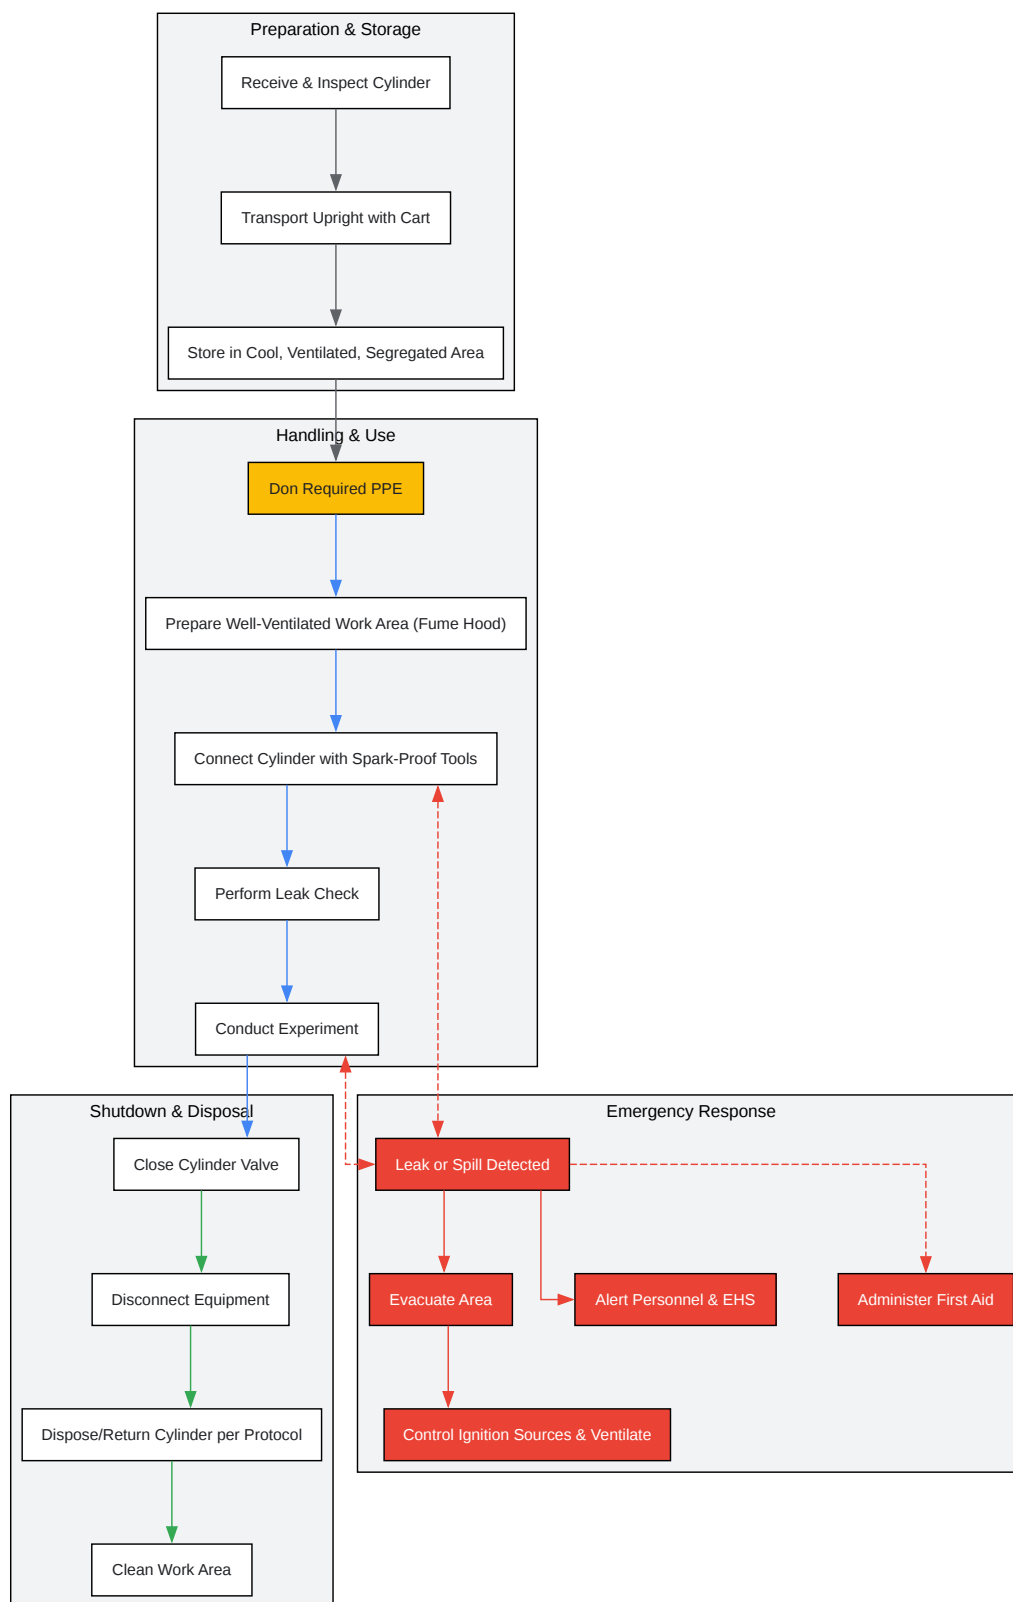 Preparation & Storage
Receive & Inspect Cylinder
Transport Upright with Cart
Store in Cool, Ventilated, Segregated Area
Handling & Use
Don Required PPE
Prepare Well-Ventilated Work Area (Fume Hood)
Connect Cylinder with Spark-Proof Tools
Perform Leak Check
Conduct Experiment
Shutdown & Disposal
Close Cylinder Valve
Disconnect Equipment
Dispose/Return Cylinder per Protocol
Clean Work Area
Emergency Response
Leak or Spill Detected
Evacuate Area
Alert Personnel & EHS
Administer First Aid
Control Ignition Sources & Ventilate